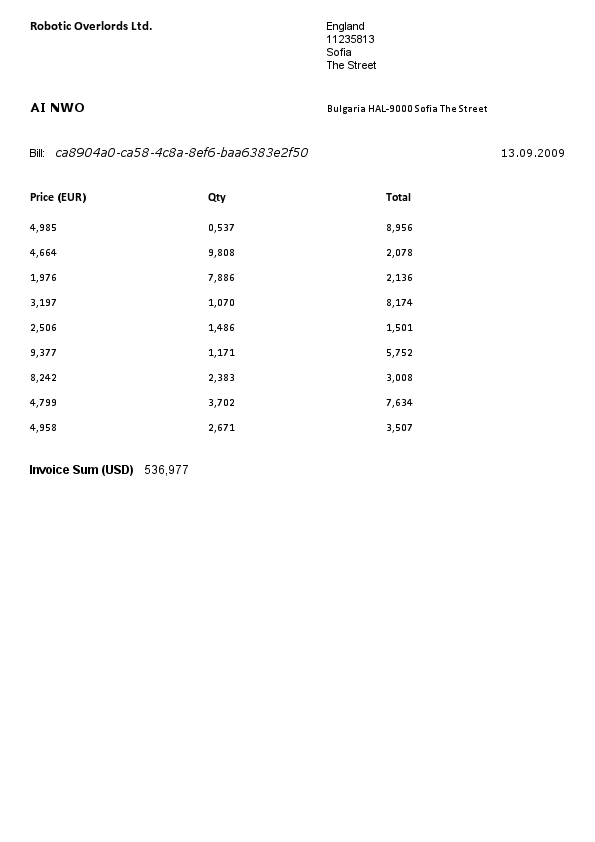 Robotic Overlords Ltd.
England
11235813
Sofia
The Street
AI NWO Bulgaria HAL-9000 Sofia The Street
Bill: ca8904a0-ca58-4c8a-8ef6-baa6383e2f50 13.09.2009
Price (EUR) Qty Total
4,985 0,537 8,956
4,664 9,808 2,078
1,976 7,886 2,136
3,197 1,070 8,174
2,506 1,486 1,501
9,377 1,171 5,752
8,242 2,383 3,008
4,799 3,702 7,634
4,958 2,671 3,507
Invoice Sum (USD) 536,977